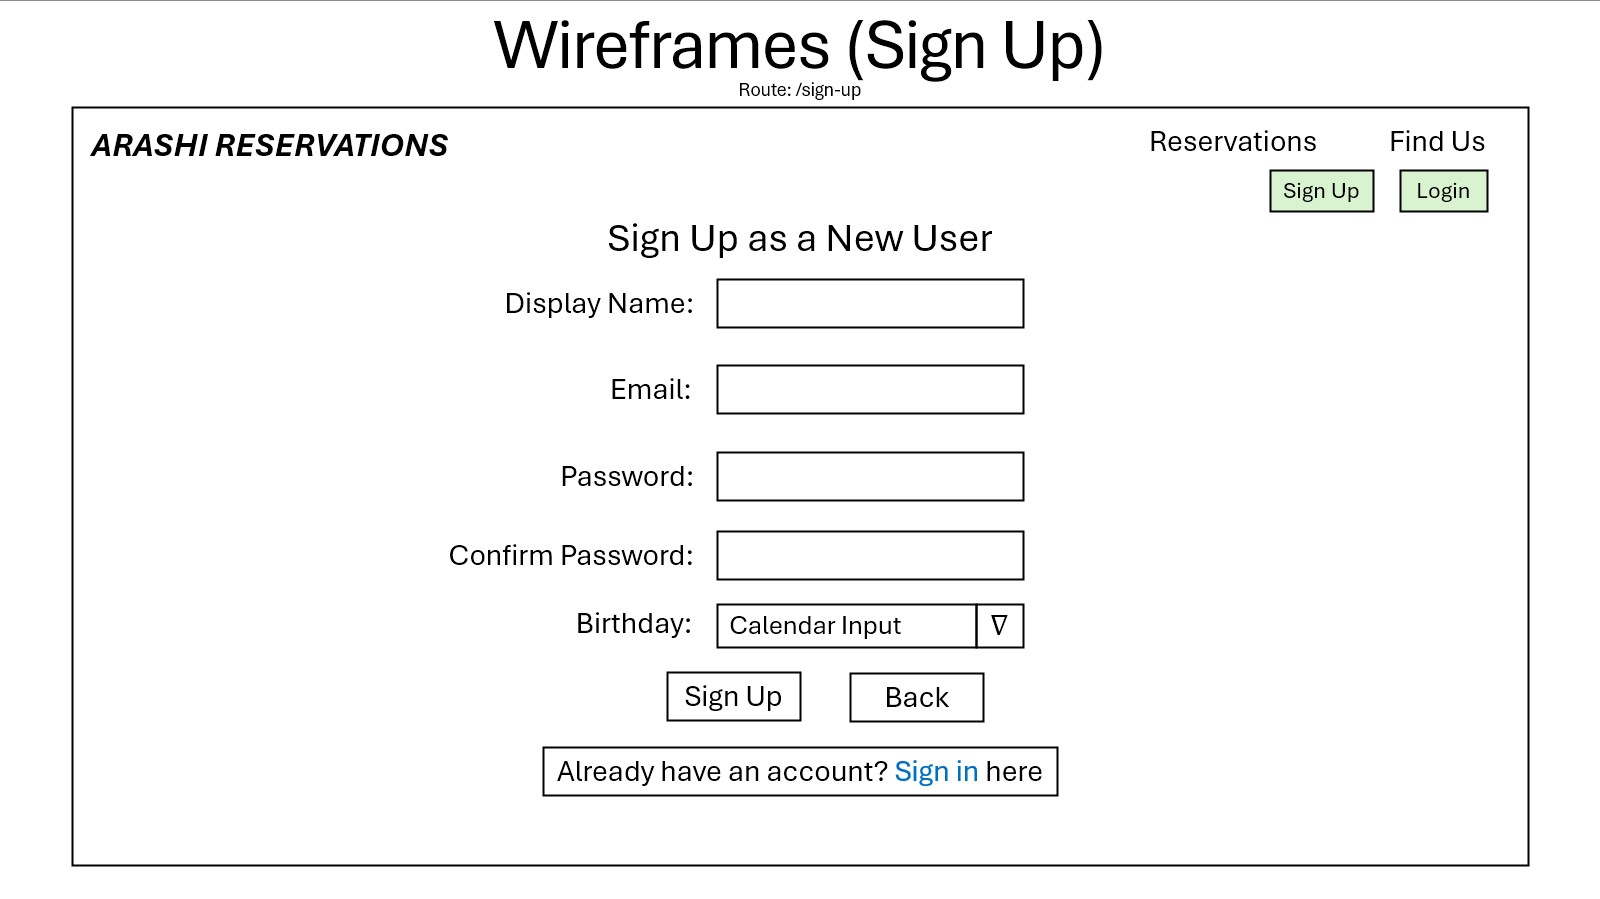 Wireframes (Sign Up)
Route: /sign-up
ARASHI RESERVATIONS
Reservations
Find Us
Sign Up
Login
Sign Up as a New User
Display Name:
Email:
Password:
Confirm Password:
Birthday:
Calendar Input
∇
Sign Up
Back
Already have an account? Sign in here